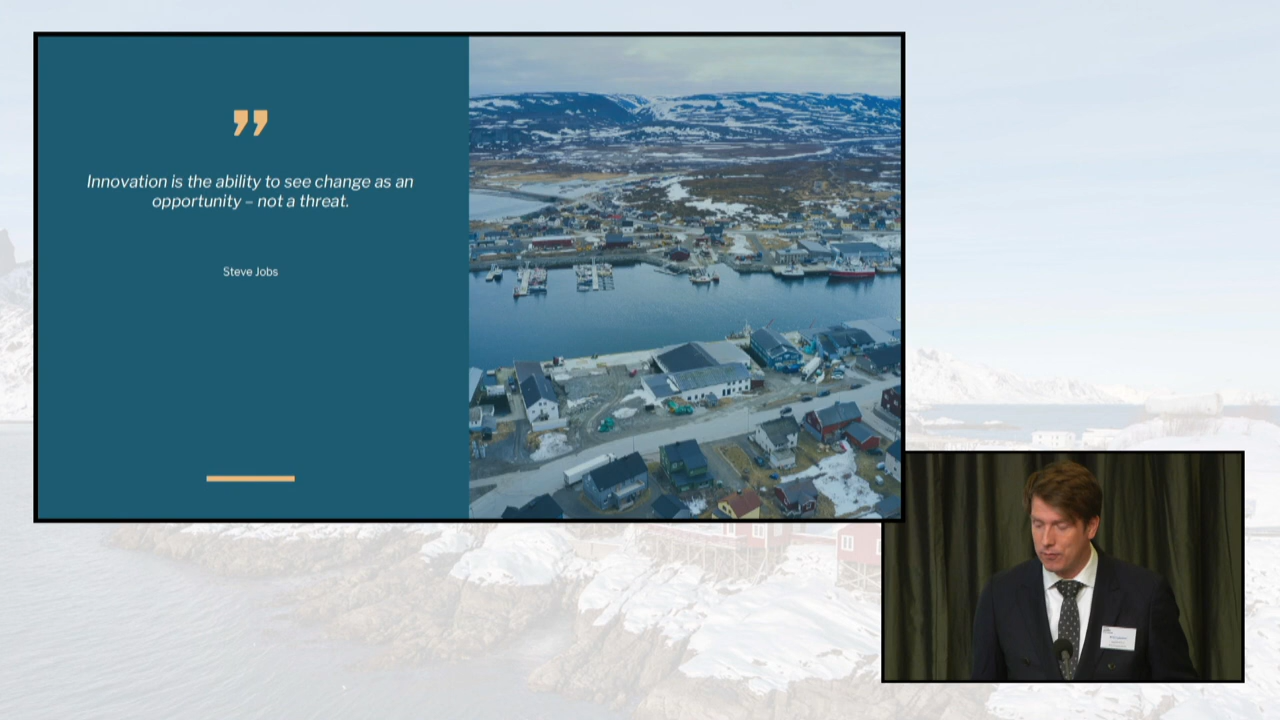 ”
Innovation is the ability to see change as an
opportunity – not a threat.
Steve Jobs